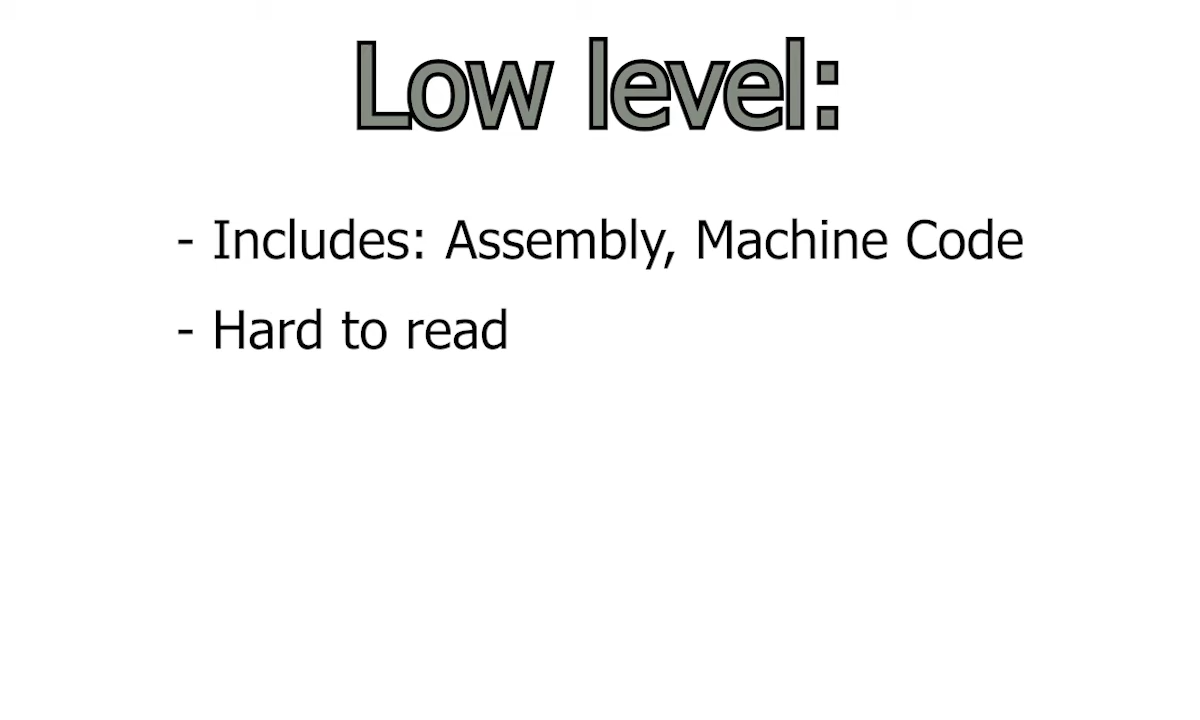 Low level:
- Includes: Assembly, Machine Code
- Hard to read